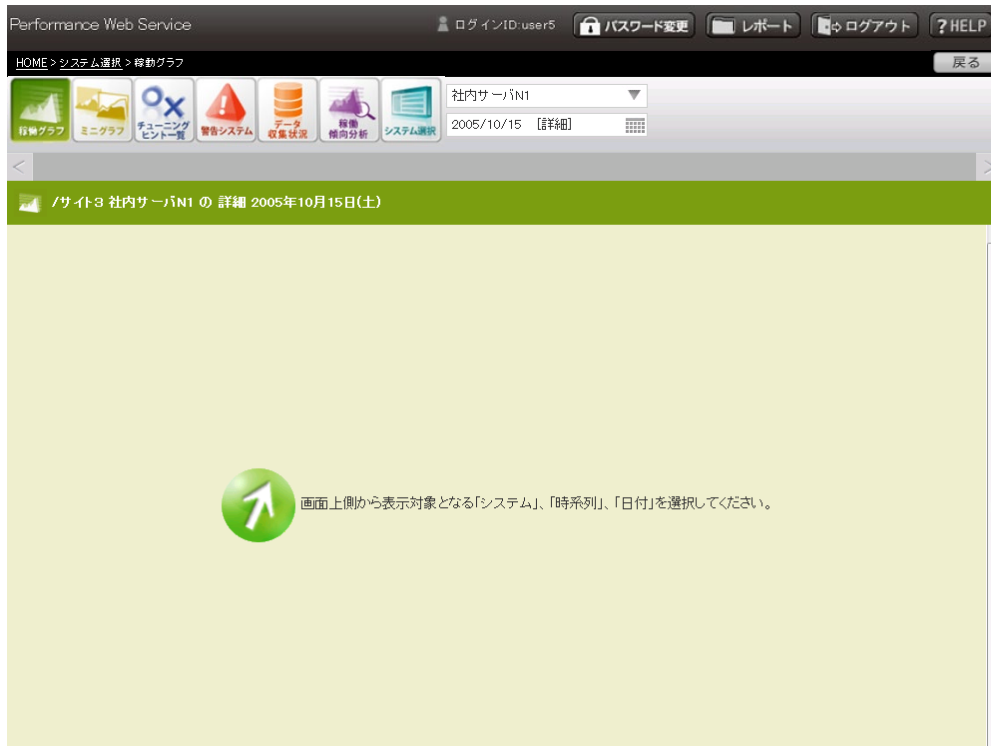 Performance Web Service
ログインID:user5
パスワード変更
レポート
ログアウト
?HELP
HOME > システム選択 > 稼動グラフ
戻る
稼働グラフ
ミニグラフ
チューニング
ヒント一覧
警告システム
データ
収集状況
稼働
傾向分析
システム選択
社内サーバN1
2005/10/15 [詳細]
<
>
/サイト3 社内サーバN1 の 詳細 2005年10月15日(土)
画面上側から表示対象となる「システム」、「時系列」、「日付」を選択してください。